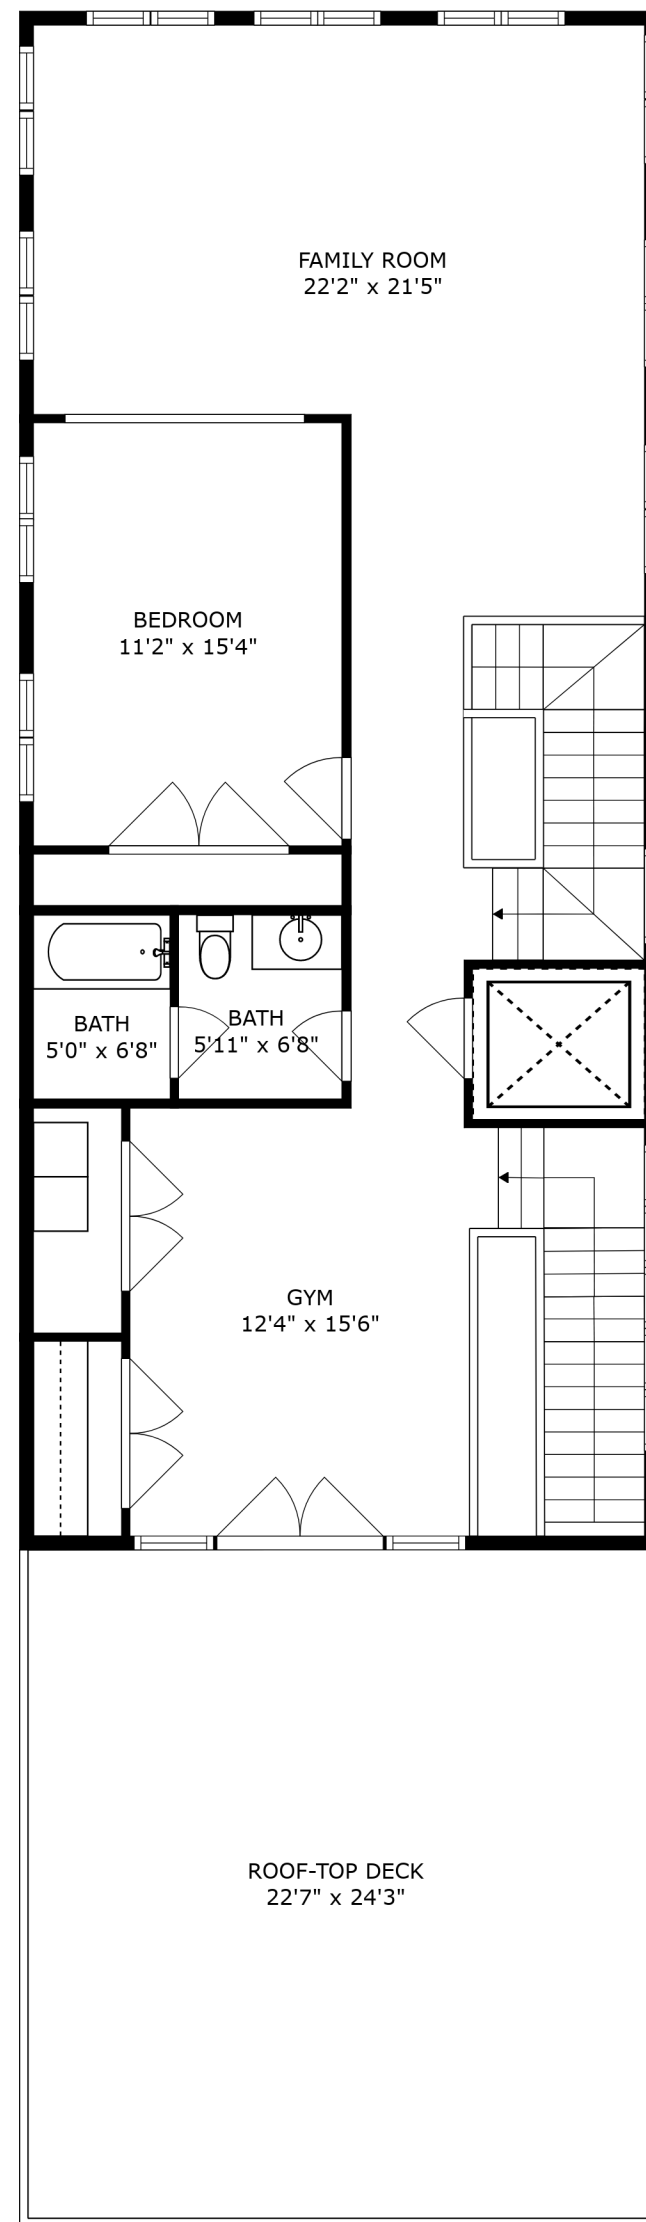 FAMILY ROOM
22'2" x 21'5"
BEDROOM
11'2" x 15'4"
BATH
5'0" x 6'8"
BATH
5'11" x 6'8"
GYM
12'4" x 15'6"
ROOF-TOP DECK
22'7" x 24'3"